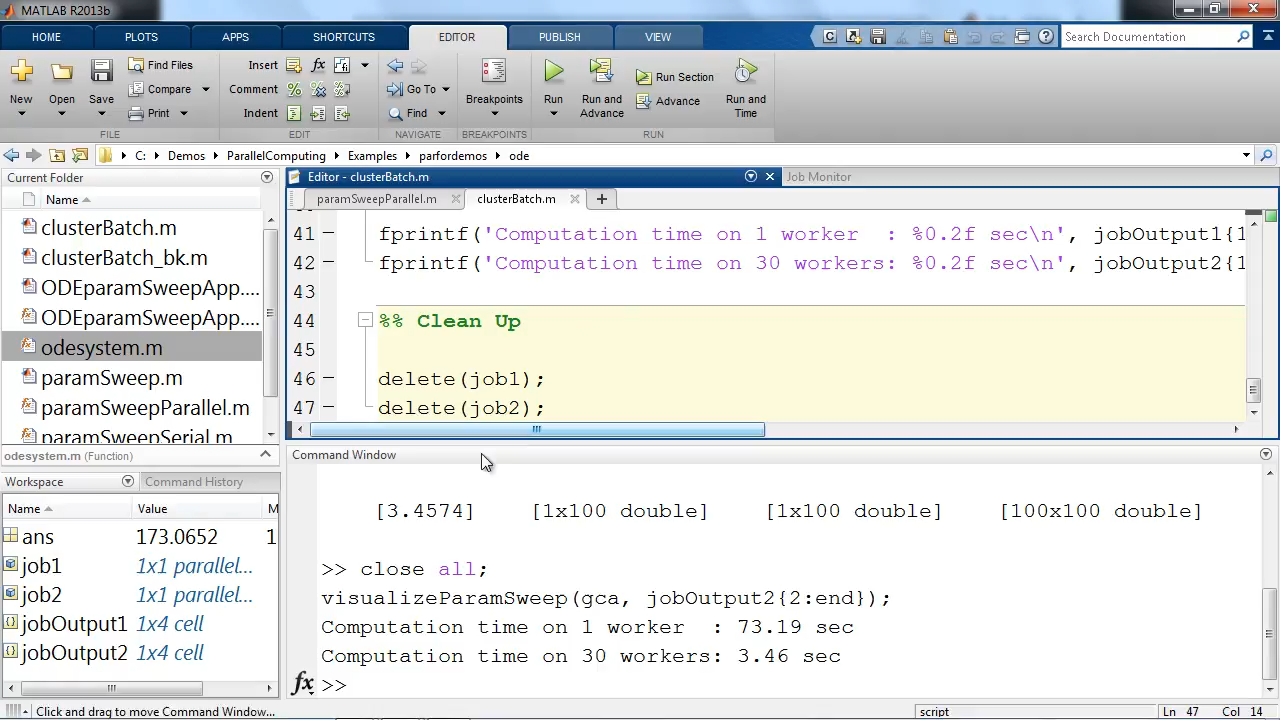 MATLAB R2013b
HOME PLOTS APPS SHORTCUTS EDITOR PUBLISH VIEW
Search Documentation
New Open Save Find Files Compare Print
Insert Comment Indent
Go To Find
Breakpoints
Run Run and Advance Run Section Advance Run and Time
FILE EDIT NAVIGATE BREAKPOINTS RUN
C: Demos ParallelComputing Examples parfordemos ode
Current Folder
Name
clusterBatch.m
clusterBatch_bk.m
ODEparamSweepApp....
ODEparamSweepApp....
odesystem.m
paramSweep.m
paramSweepParallel.m
paramSweepSerial.m
odesystem.m (Function)
Workspace Command History
Name Value M
ans 173.0652 1
job1 1x1 parallel...
job2 1x1 parallel...
jobOutput1 1x4 cell
jobOutput2 1x4 cell
Editor - clusterBatch.m Job Monitor
paramSweepParallel.m clusterBatch.m
41 fprintf('Computation time on 1 worker  : %0.2f sec\n', jobOutput1{1
42 fprintf('Computation time on 30 workers: %0.2f sec\n', jobOutput2{1
43
44 %% Clean Up
45
46 delete(job1);
47 delete(job2);
Command Window
[3.4574] [1x100 double] [1x100 double] [100x100 double]
>> close all;
visualizeParamSweep(gca, jobOutput2{2:end});
Computation time on 1 worker  : 73.19 sec
Computation time on 30 workers: 3.46 sec
fx >>
Click and drag to move Command Window... script Ln 47 Col 14